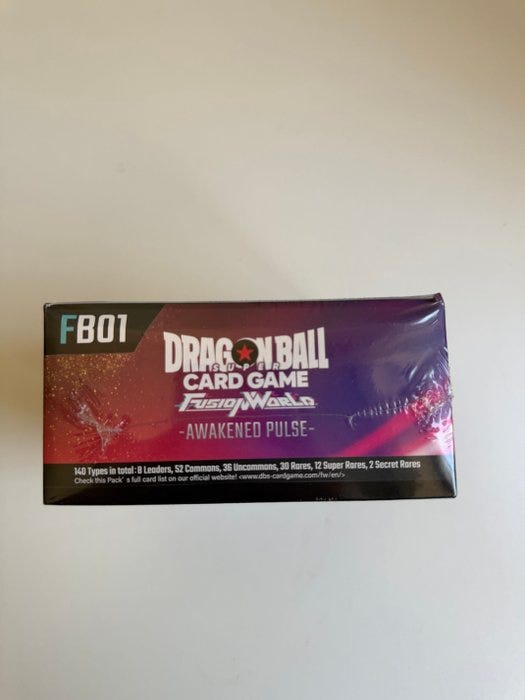 FB01
DRAGON BALL
SUPER
CARD GAME
FUSION WORLD
-AWAKENED PULSE-
140 Types in total: 8 Leaders, 52 Commons, 36 Uncommons, 30 Rares, 12 Super Rares, 2 Secret Rares
Check this Pack's full card list on our official website! <www.dbs-cardgame.com/fw/en/>